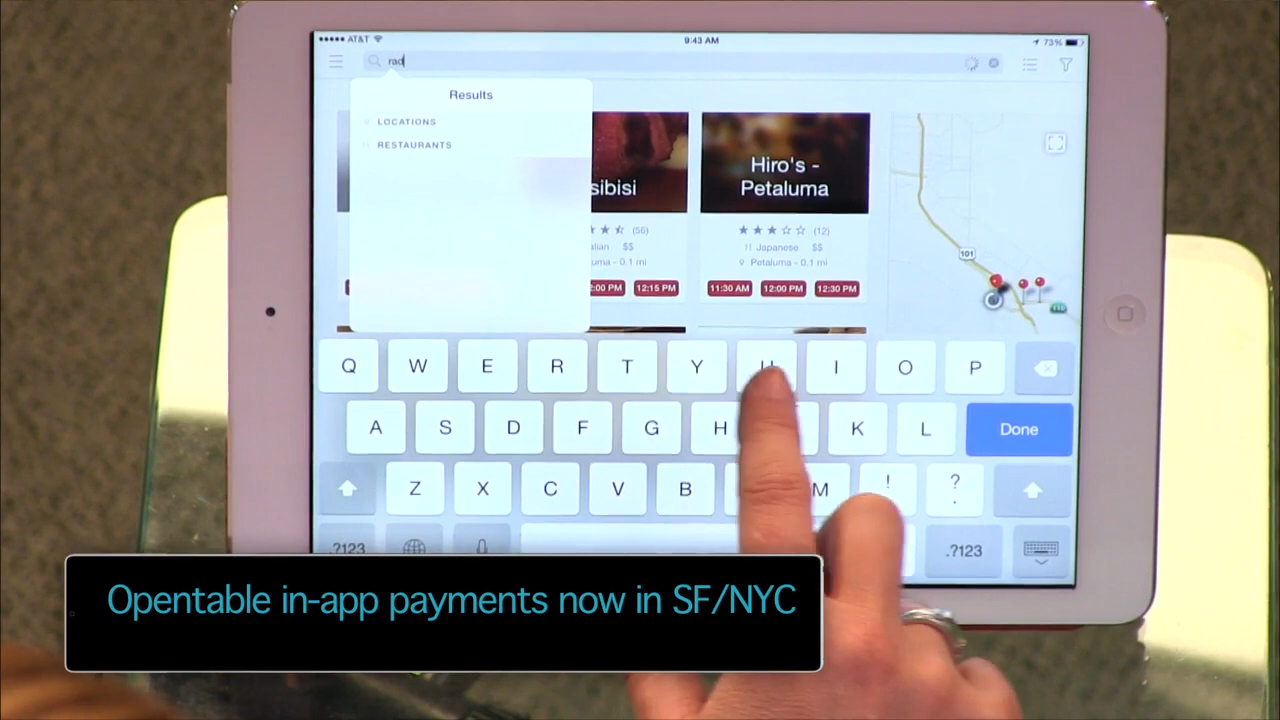 AT&T
9:43 AM
73%
rad
Results
LOCATIONS
RESTAURANTS
sibisi
(56)
alian $$
uma - 0.1 mi
2:00 PM 12:15 PM
Hiro's -
Petaluma
(12)
Japanese $$
Petaluma - 0.1 mi
11:30 AM 12:00 PM 12:30 PM
101
Q W E R T Y U I O P
A S D F G H K L Done
Z X C V B M ! ? .
.?123 .?123
Opentable in-app payments now in SF/NYC